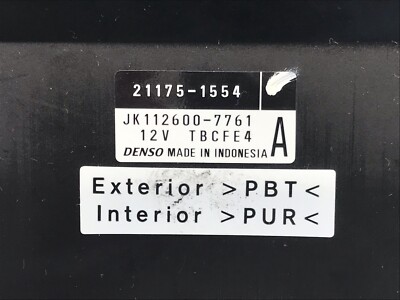 21175-1554
JK112600-7761
12V TBCFE4
A
DENSO MADE IN INDONESIA
Exterior >PBT<
Interior >PUR<